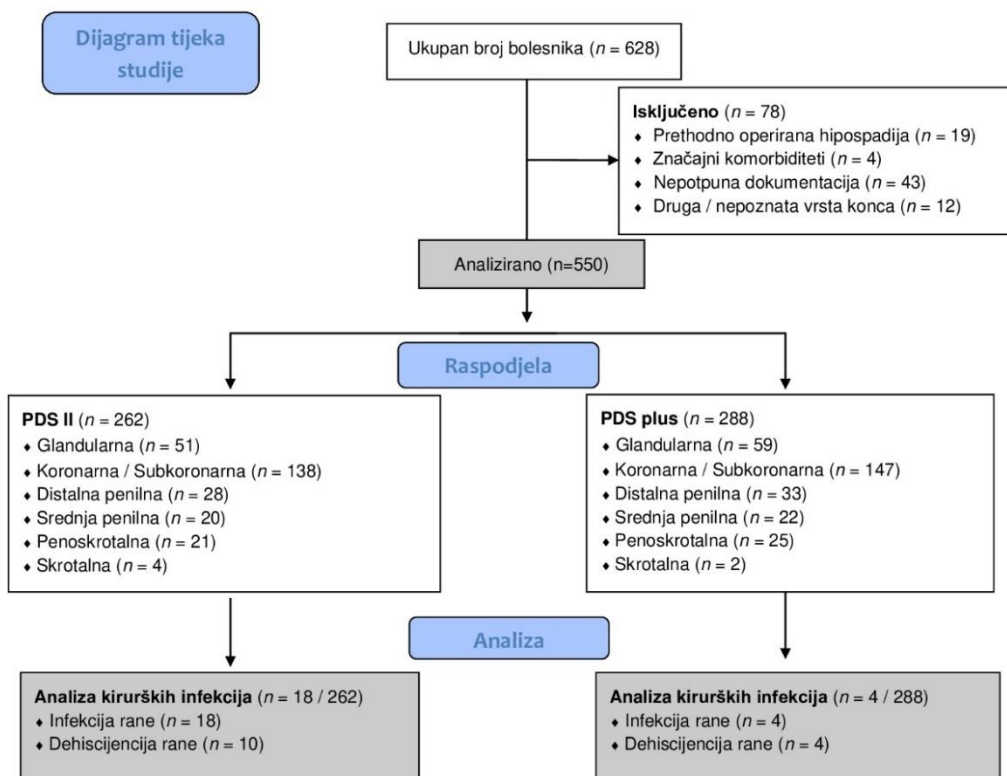 Dijagram tijeka
studije
Ukupan broj bolesnika (n = 628)
Isključeno (n = 78)
♦ Prethodno operirana hipospadija (n = 19)
♦ Značajni komorbiditeti (n = 4)
♦ Nepotpuna dokumentacija (n = 43)
♦ Druga / nepoznata vrsta konca (n = 12)
Analizirano (n=550)
Raspodjela
PDS II (n = 262)
♦ Glandularna (n = 51)
♦ Koronarna / Subkoronarna (n = 138)
♦ Distalna penilna (n = 28)
♦ Srednja penilna (n = 20)
♦ Penoskrotalna (n = 21)
♦ Skrotalna (n = 4)
PDS plus (n = 288)
♦ Glandularna (n = 59)
♦ Koronarna / Subkoronarna (n = 147)
♦ Distalna penilna (n = 33)
♦ Srednja penilna (n = 22)
♦ Penoskrotalna (n = 25)
♦ Skrotalna (n = 2)
Analiza
Analiza kirurških infekcija (n = 18 / 262)
♦ Infekcija rane (n = 18)
♦ Dehiscijencija rane (n = 10)
Analiza kirurških infekcija (n = 4 / 288)
♦ Infekcija rane (n = 4)
♦ Dehiscijencija rane (n = 4)